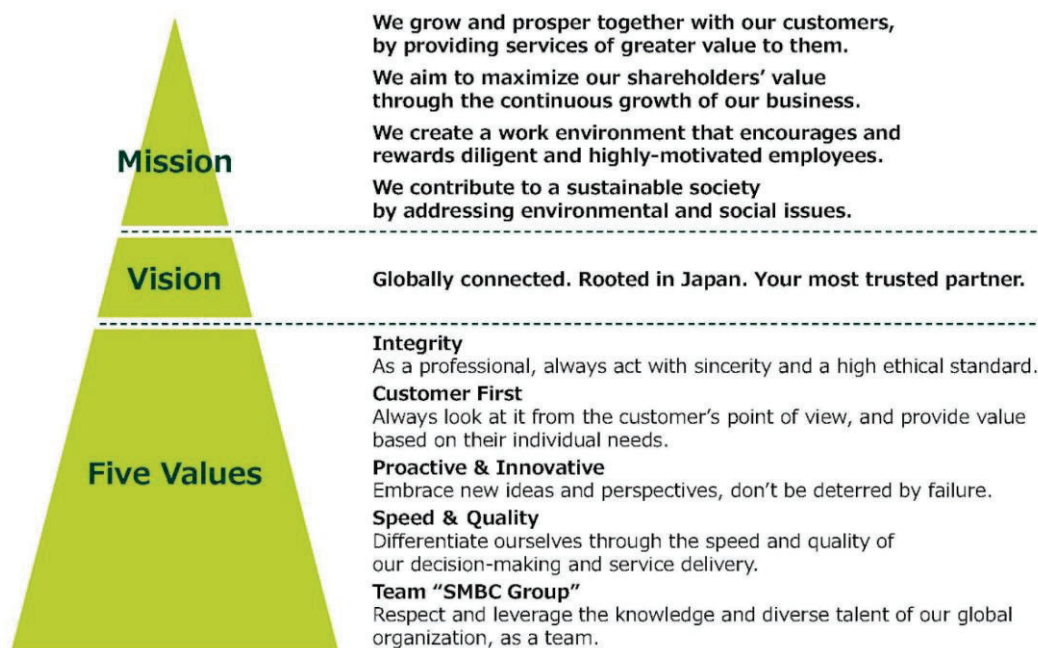 We grow and prosper together with our customers,
by providing services of greater value to them.
We aim to maximize our shareholders’ value
through the continuous growth of our business.
Mission
We create a work environment that encourages and
rewards diligent and highly-motivated employees.
We contribute to a sustainable society
by addressing environmental and social issues.
Vision
Globally connected. Rooted in Japan. Your most trusted partner.
Five Values
Integrity
As a professional, always act with sincerity and a high ethical standard.
Customer First
Always look at it from the customer’s point of view, and provide value
based on their individual needs.
Proactive & Innovative
Embrace new ideas and perspectives, don’t be deterred by failure.
Speed & Quality
Differentiate ourselves through the speed and quality of
our decision-making and service delivery.
Team “SMBC Group”
Respect and leverage the knowledge and diverse talent of our global
organization, as a team.